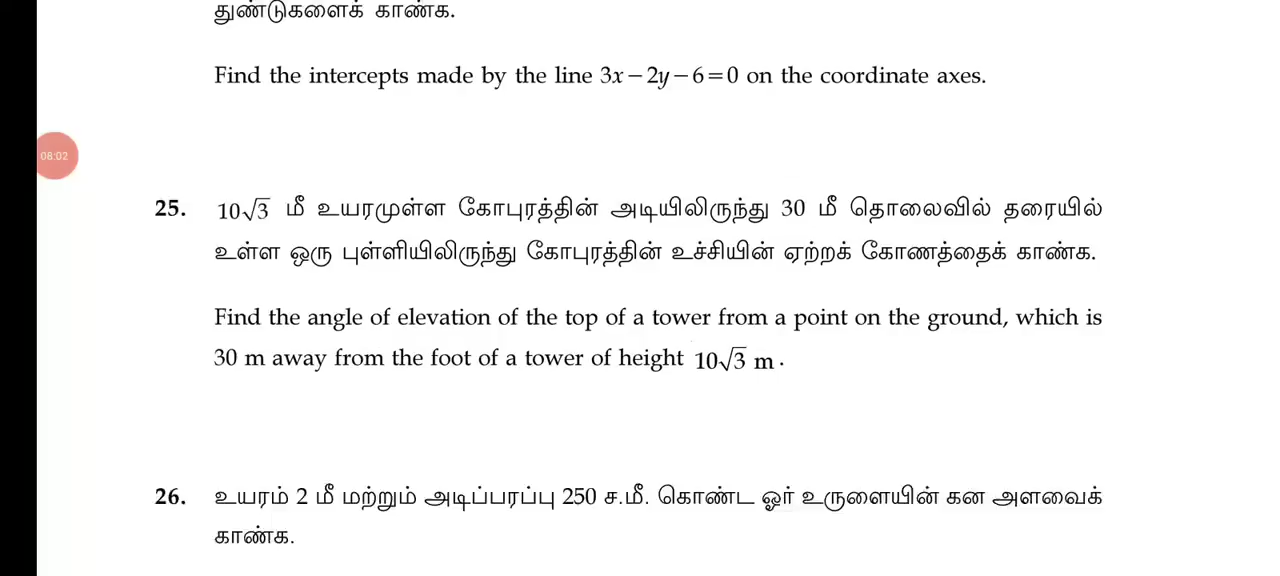 துண்டுகளைக் காண்க.
Find the intercepts made by the line 3x−2y−6=0 on the coordinate axes.
08:02
25. 10√3 மீ உயரமுள்ள கோபுரத்தின் அடியிலிருந்து 30 மீ தொலைவில் தரையில்
உள்ள ஒரு புள்ளியிலிருந்து கோபுரத்தின் உச்சியின் ஏற்றக் கோணத்தைக் காண்க.
Find the angle of elevation of the top of a tower from a point on the ground, which is
30 m away from the foot of a tower of height 10√3 m.
26. உயரம் 2 மீ மற்றும் அடிப்பரப்பு 250 ச.மீ. கொண்ட ஓர் உருளையின் கன அளவைக்
காண்க.